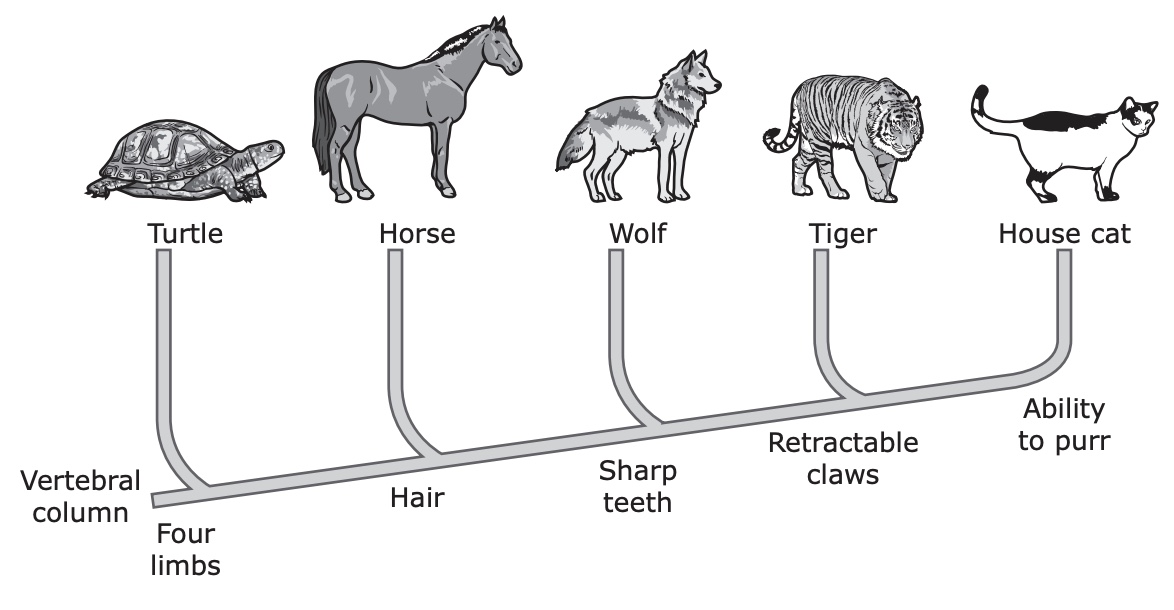 Turtle
Horse
Wolf
Tiger
House cat
Vertebral
column
Four
limbs
Hair
Sharp
teeth
Retractable
claws
Ability
to purr